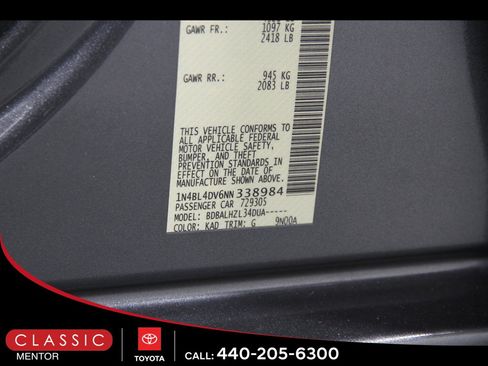 GAWR FR.: 1097 KG
2418 LB
GAWR RR.: 945 KG
2083 LB
THIS VEHICLE CONFORMS TO
ALL APPLICABLE FEDERAL
MOTOR VEHICLE SAFETY,
BUMPER, AND THEFT
PREVENTION STANDARDS IN
EFFECT ON THE DATE OF
MANUFACTURE SHOWN ABOVE.
1N4BL4DV6NN338984
PASSENGER CAR 729305
MODEL: BDBALHZL34DUA-----
COLOR: KAD TRIM: G 9N00A
CLASSIC
MENTOR
TOYOTA
CALL: 440-205-6300